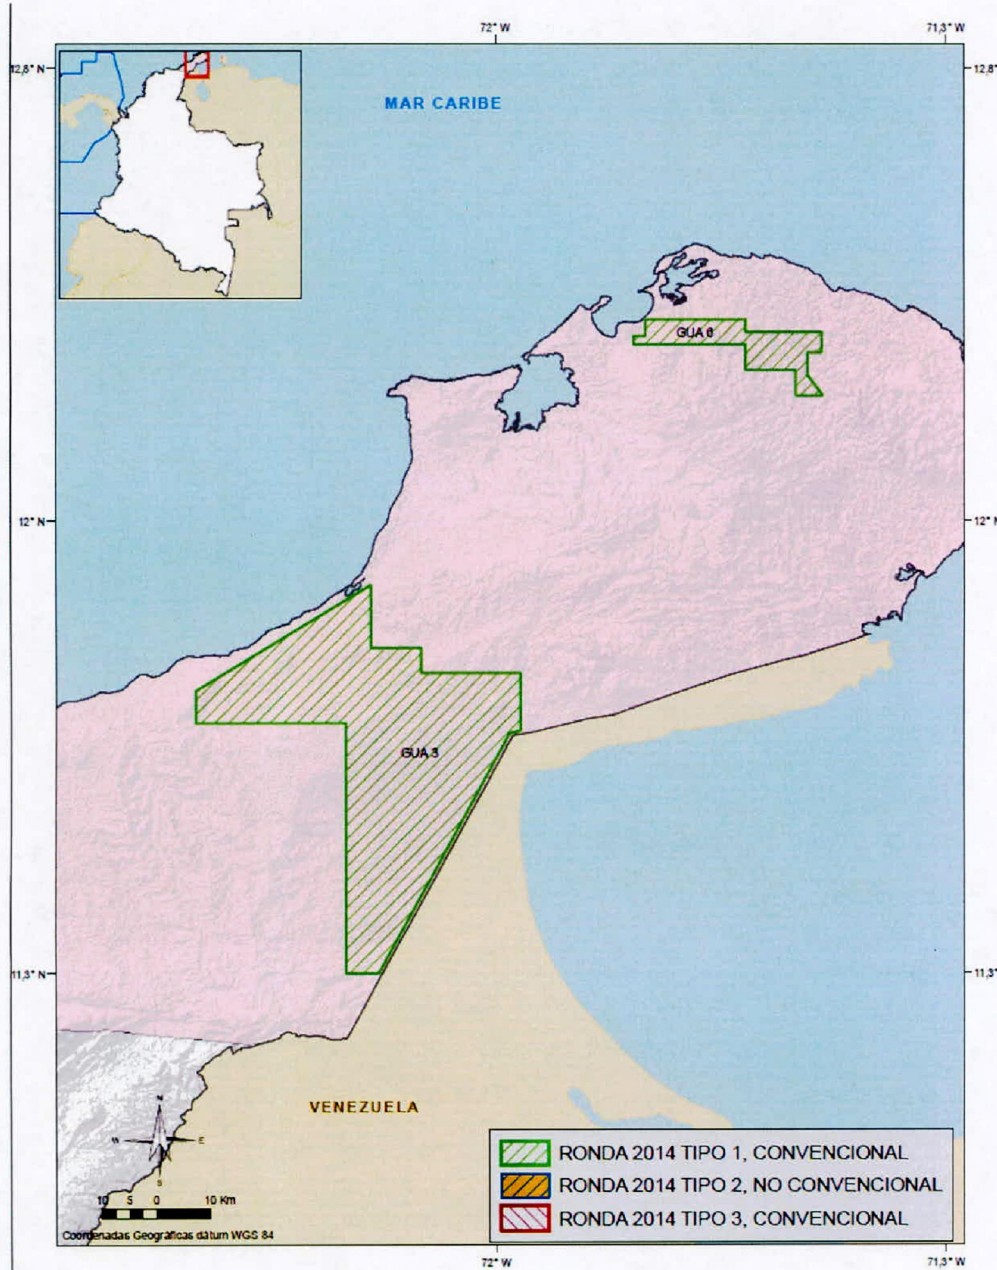 72° W
71,3° W
12,8° N
12,8°
MAR CARIBE
GUA 6
12° N
12° N
GUA 3
11,3° N
11,3°
VENEZUELA
N
W
E
S
10 5 0 10 Km
Coordenadas Geográficas dátum WGS 84
RONDA 2014 TIPO 1, CONVENCIONAL
RONDA 2014 TIPO 2, NO CONVENCIONAL
RONDA 2014 TIPO 3, CONVENCIONAL
72° W
71,3° W